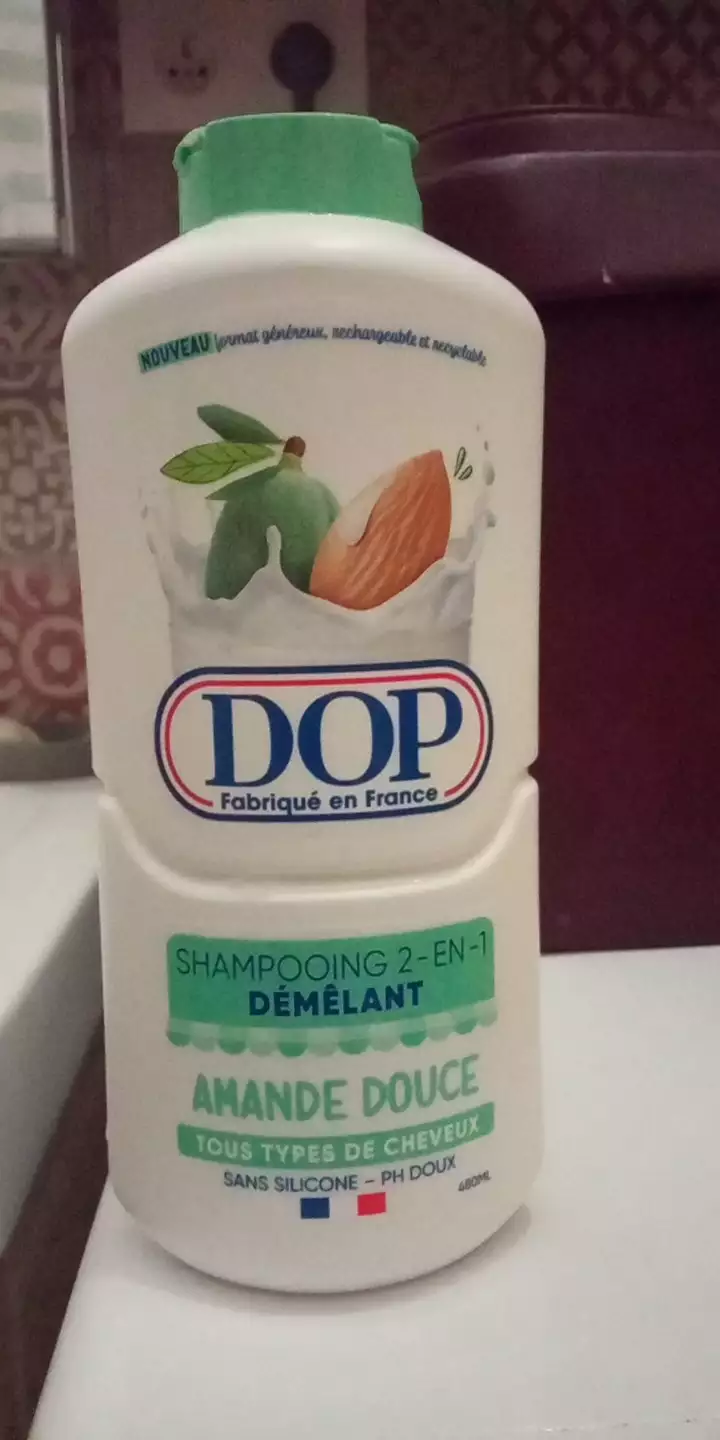 NOUVEAU format généreux, rechargeable et recyclable
DOP
Fabriqué en France
SHAMPOOING 2-EN-1
DÉMÊLANT
AMANDE DOUCE
TOUS TYPES DE CHEVEUX
SANS SILICONE – PH DOUX
480ML